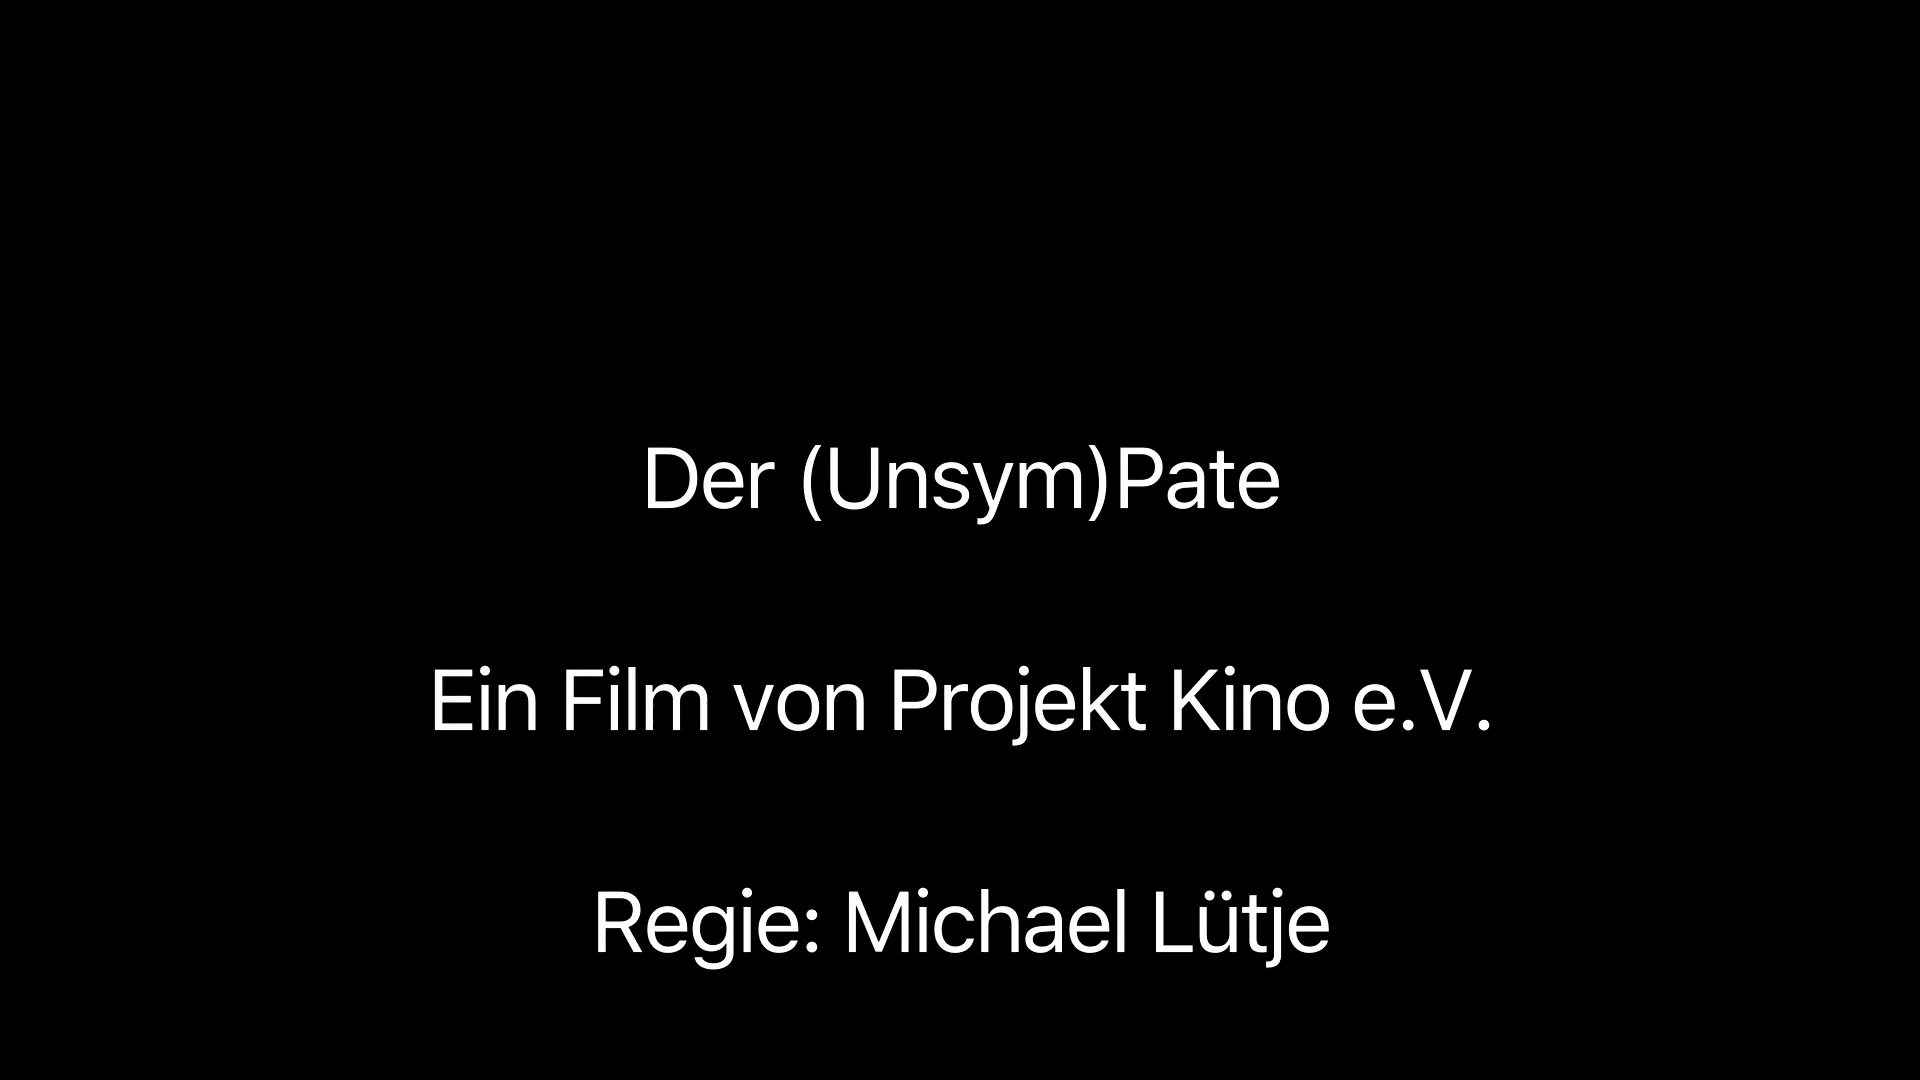 Der (Unsym)Pate
Ein Film von Projekt Kino e.V.
Regie: Michael Lütje